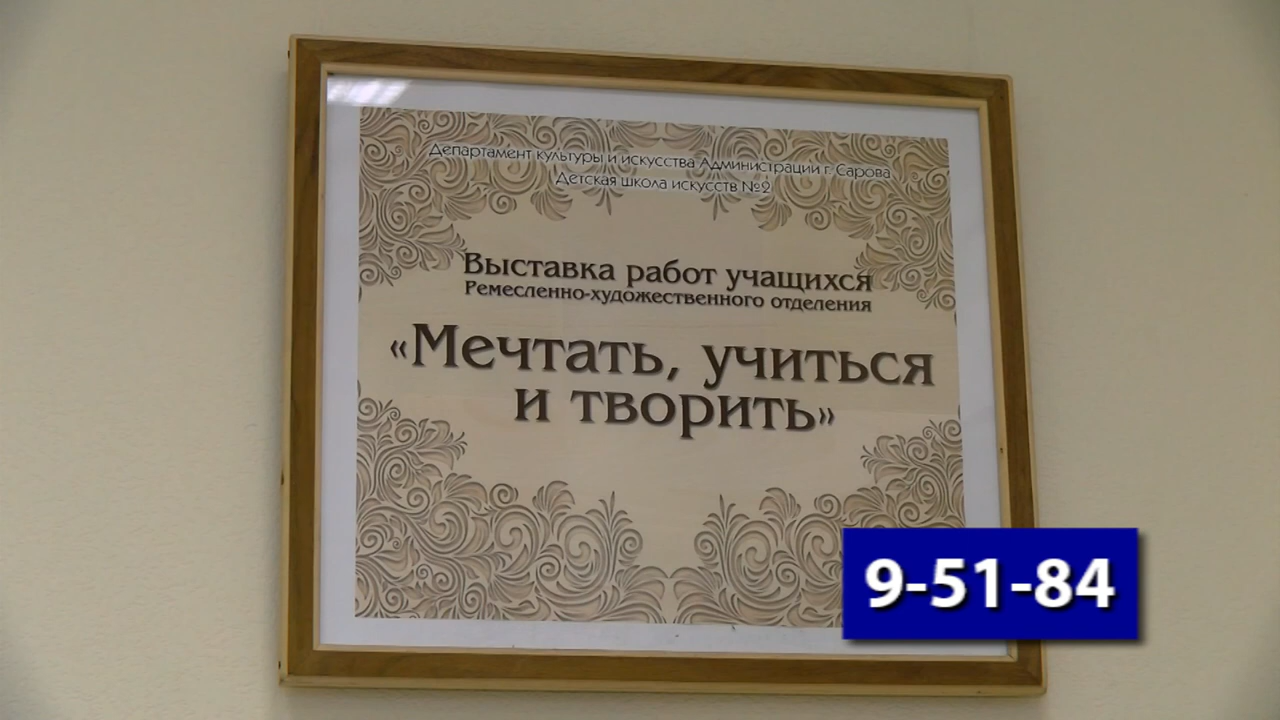 Департамент культуры и искусства Администрации г. Сарова
Детская школа искусств №2
Выставка работ учащихся
Ремесленно-художественного отделения
«Мечтать, учиться
и творить»
9-51-84